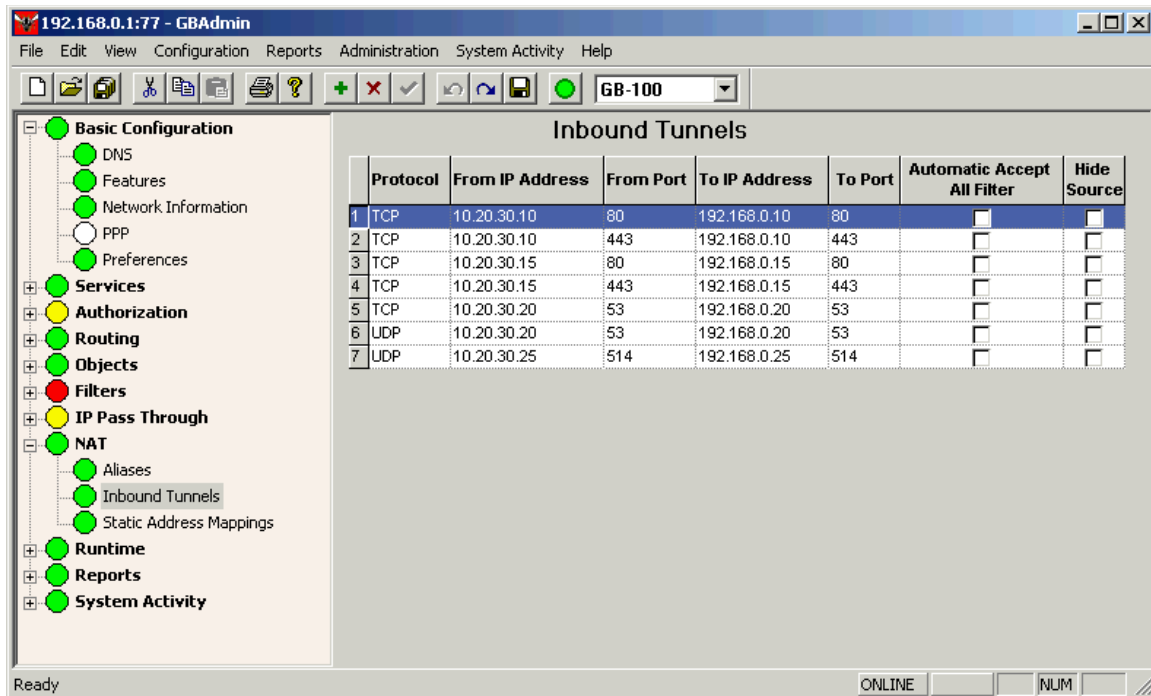 192.168.0.1:77 - GBAdmin
File Edit View Configuration Reports Administration System Activity Help
GB-100
Basic Configuration
DNS
Features
Network Information
PPP
Preferences
Services
Authorization
Routing
Objects
Filters
IP Pass Through
NAT
Aliases
Inbound Tunnels
Static Address Mappings
Runtime
Reports
System Activity
Inbound Tunnels
Protocol From IP Address From Port To IP Address To Port Automatic Accept All Filter Hide Source
1 TCP 10.20.30.10 80 192.168.0.10 80
2 TCP 10.20.30.10 443 192.168.0.10 443
3 TCP 10.20.30.15 80 192.168.0.15 80
4 TCP 10.20.30.15 443 192.168.0.15 443
5 TCP 10.20.30.20 53 192.168.0.20 53
6 UDP 10.20.30.20 53 192.168.0.20 53
7 UDP 10.20.30.25 514 192.168.0.25 514
Ready ONLINE NUM